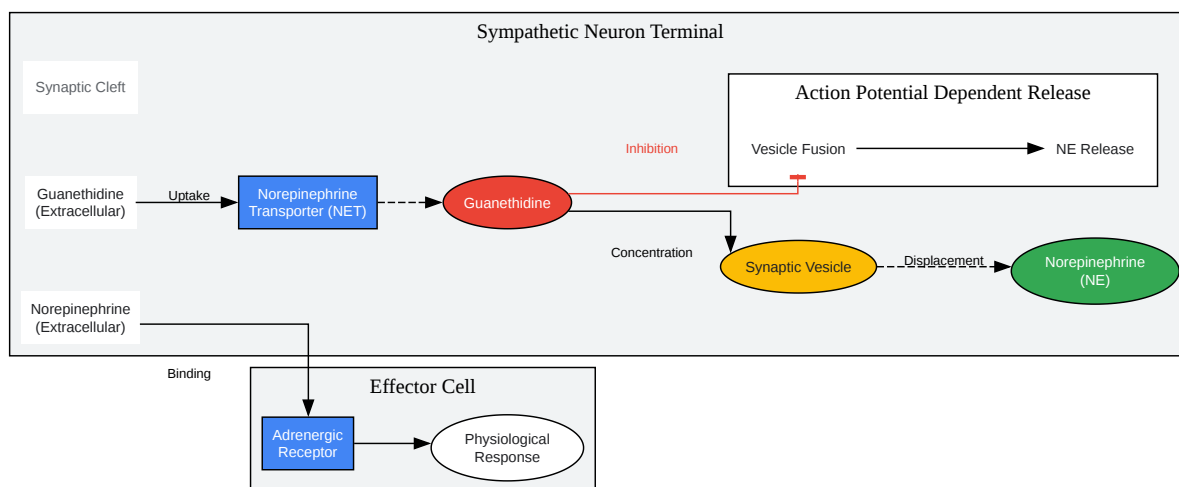 Sympathetic Neuron Terminal
Synaptic Cleft
Action Potential Dependent Release
Inhibition
Vesicle Fusion
NE Release
Guanethidine
(Extracellular)
Uptake
Norepinephrine
Transporter (NET)
Guanethidine
Concentration
Synaptic Vesicle
Displacement
Norepinephrine
(NE)
Norepinephrine
(Extracellular)
Binding
Effector Cell
Adrenergic
Receptor
Physiological
Response